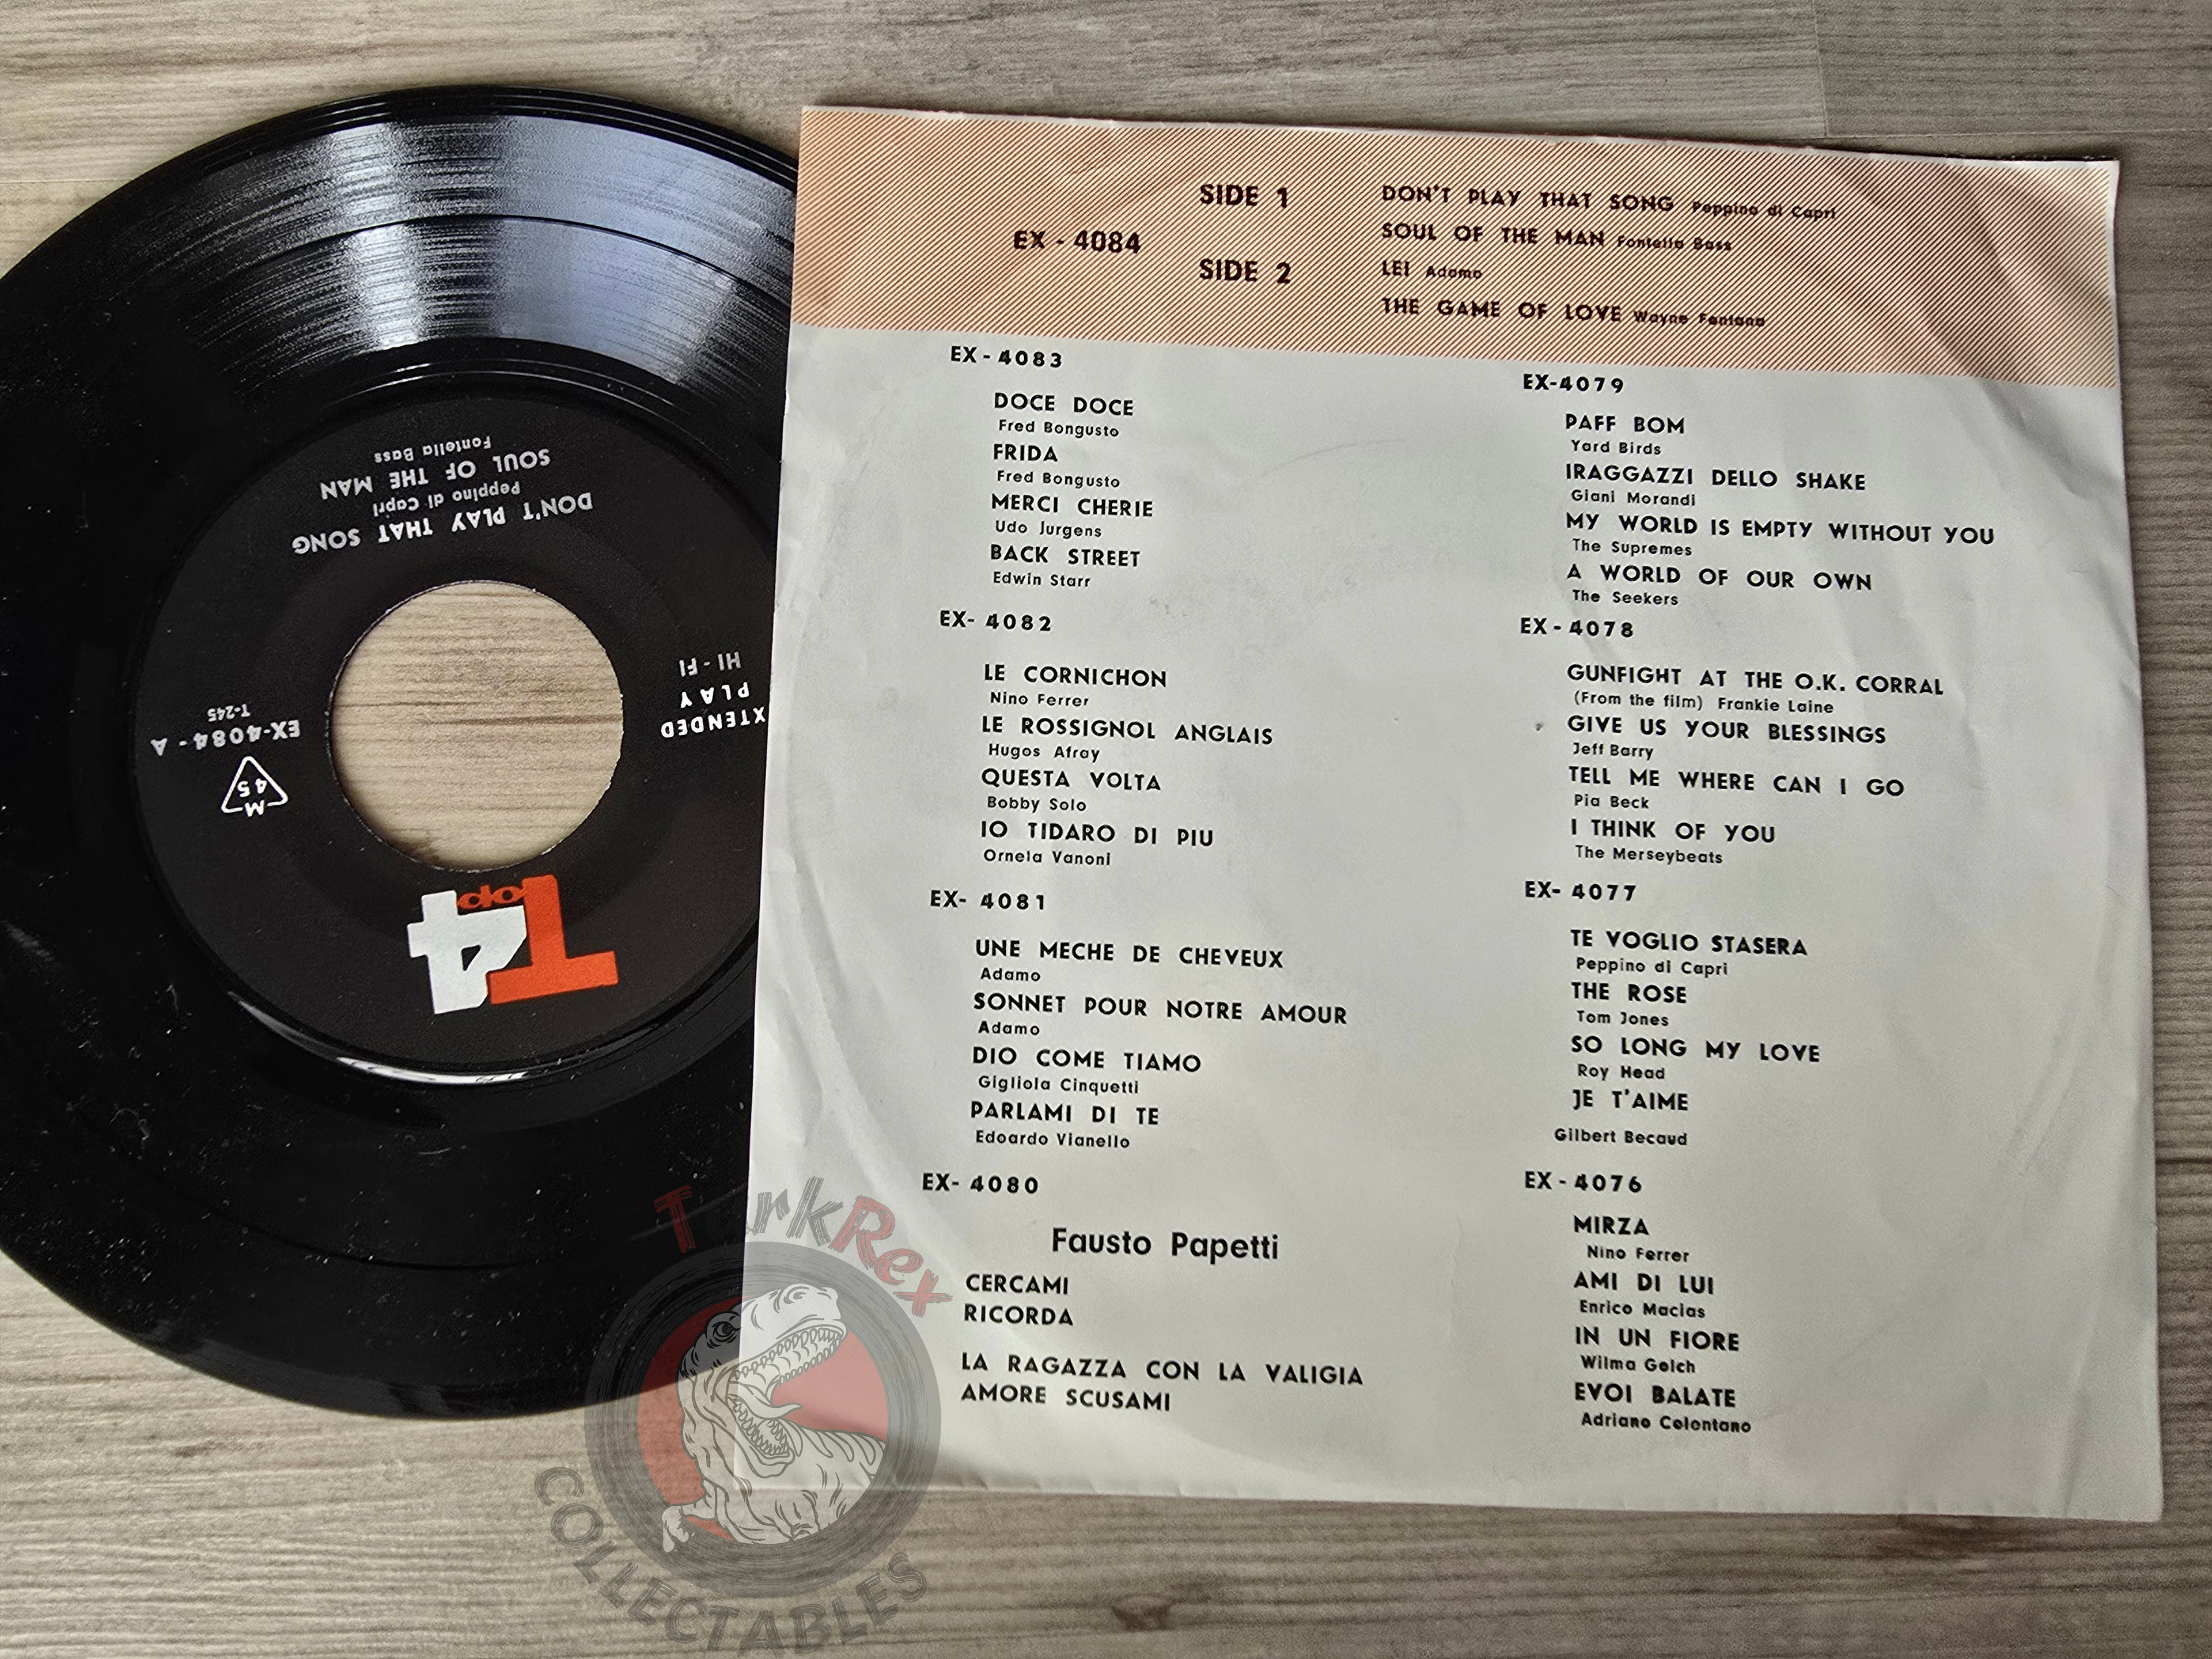 DON'T PLAY THAT SONG
Peppino di Capri
SOUL OF THE MAN
Fontella Bass
XTENDED
PLAY
HI-FI
EX-4084-A
T-245
M
45
Top
4
SIDE 1 DON'T PLAY THAT SONG Peppino di Capri
SOUL OF THE MAN Fontella Bass
EX - 4084
SIDE 2 LEI Adamo
THE GAME OF LOVE Wayne Fontana
EX - 4083
DOCE DOCE
Fred Bongusto
FRIDA
Fred Bongusto
MERCI CHERIE
Udo Jurgens
BACK STREET
Edwin Starr
EX- 4082
LE CORNICHON
Nino Ferrer
LE ROSSIGNOL ANGLAIS
Hugos Afray
QUESTA VOLTA
Bobby Solo
IO TIDARO DI PIU
Ornela Vanoni
EX- 4081
UNE MECHE DE CHEVEUX
Adamo
SONNET POUR NOTRE AMOUR
Adamo
DIO COME TIAMO
Gigliola Cinquetti
PARLAMI DI TE
Edoardo Vianello
EX- 4080
Fausto Papetti
CERCAMI
RICORDA
LA RAGAZZA CON LA VALIGIA
AMORE SCUSAMI
EX-4079
PAFF BOM
Yard Birds
IRAGGAZZI DELLO SHAKE
Giani Morandi
MY WORLD IS EMPTY WITHOUT YOU
The Supremes
A WORLD OF OUR OWN
The Seekers
EX - 4078
GUNFIGHT AT THE O.K. CORRAL
(From the film) Frankie Laine
GIVE US YOUR BLESSINGS
Jeff Barry
TELL ME WHERE CAN I GO
Pia Beck
I THINK OF YOU
The Merseybeats
EX- 4077
TE VOGLIO STASERA
Peppino di Capri
THE ROSE
Tom Jones
SO LONG MY LOVE
Roy Head
JE T'AIME
Gilbert Becaud
EX - 4076
MIRZA
Nino Ferrer
AMI DI LUI
Enrico Macias
IN UN FIORE
Wilma Golch
EVOI BALATE
Adriano Celentano
TarkRex
COLLECTABLES